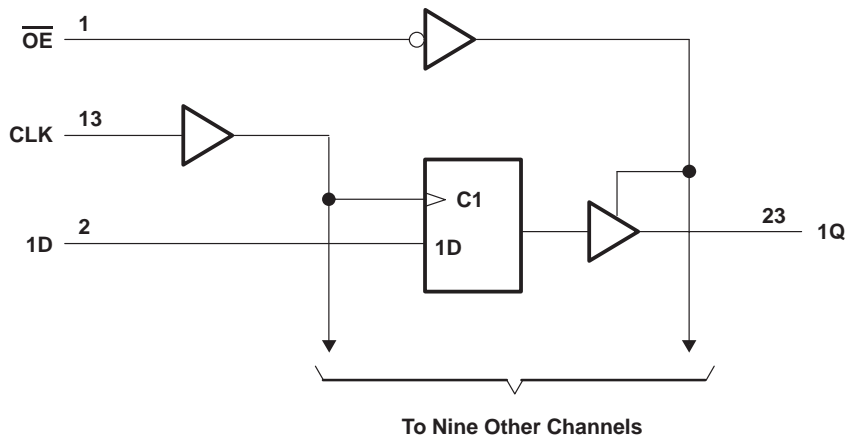 OE 1
CLK 13
C1
1D 2
1D
23 1Q
To Nine Other Channels